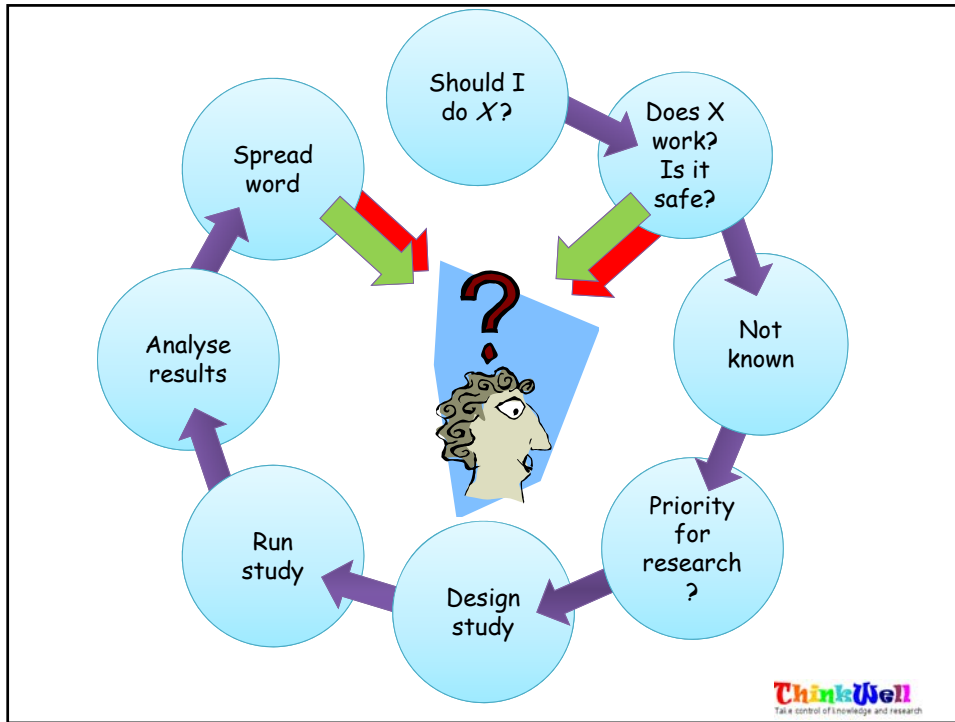 Should I
do X?
Does X
work?
Is it
safe?
Not
known
Priority
for
research
?
Design
study
Run
study
Analyse
results
Spread
word
?
ThinkWell
Take control of knowledge and research